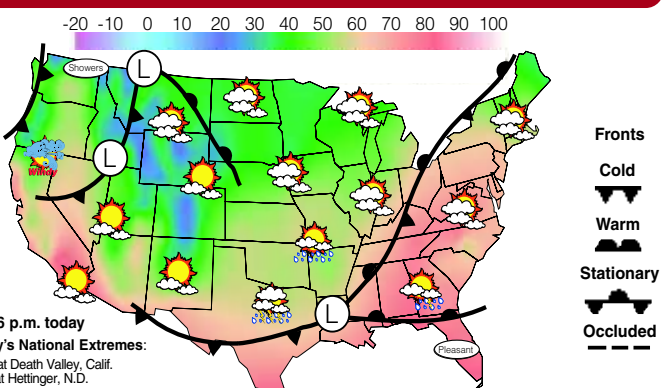 -20 -10 0 10 20 30 40 50 60 70 80 90 100
Showers
L
L
Windy
L
Pleasant
Fronts
Cold
Warm
Stationary
Occluded
6 p.m. today
y's National Extremes:
at Death Valley, Calif.
at Hettinger, N.D.